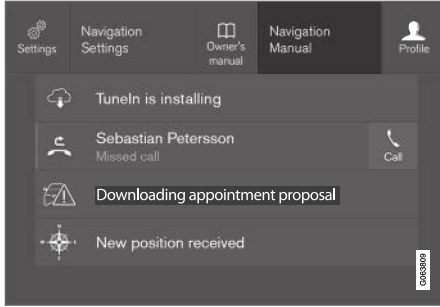 Settings
Navigation
Settings
Owner's
manual
Navigation
Manual
Profile
TuneIn is installing
Sebastian Petersson
Missed call
Call
Downloading appointment proposal
New position received
G063809